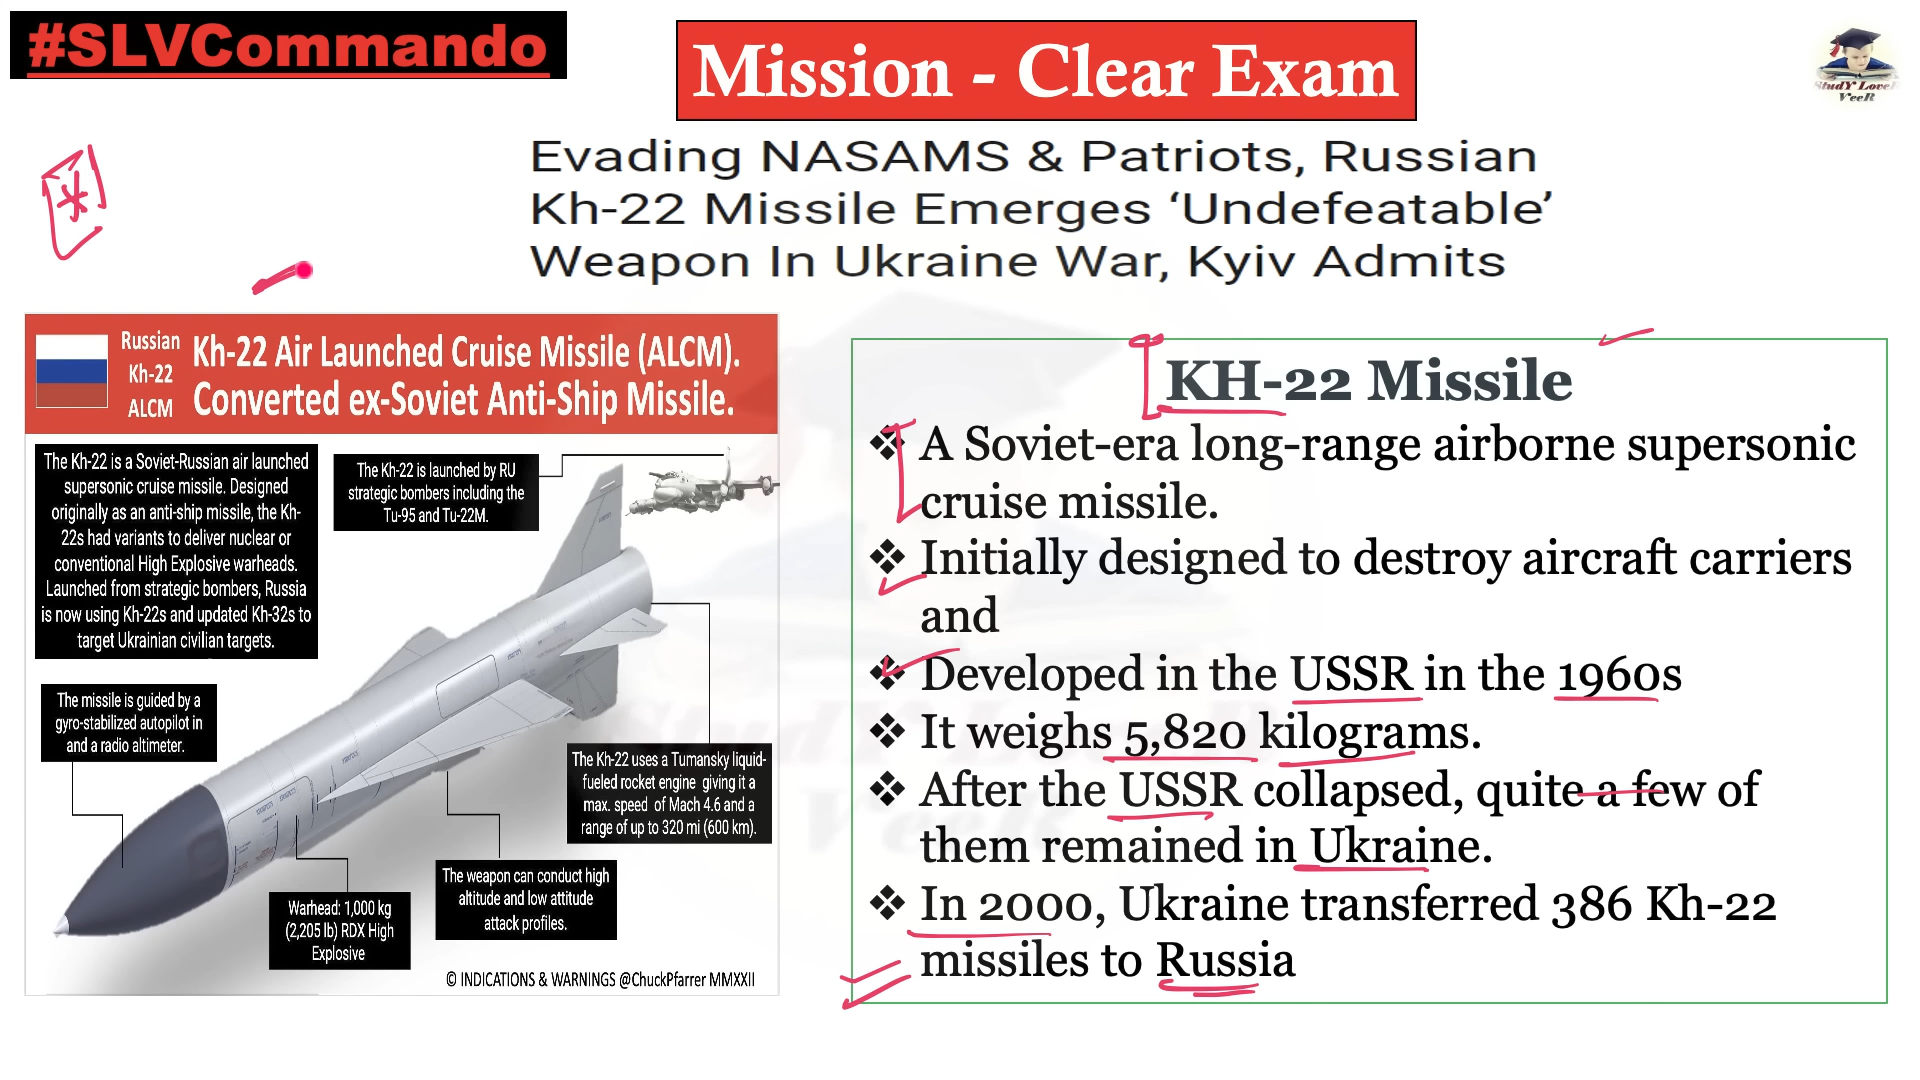 #SLVCommando
Mission - Clear Exam
StudY LoveR
VeeR
Evading NASAMS & Patriots, Russian
Kh-22 Missile Emerges ‘Undefeatable’
Weapon In Ukraine War, Kyiv Admits
Russian
Kh-22
ALCM
Kh-22 Air Launched Cruise Missile (ALCM).
Converted ex-Soviet Anti-Ship Missile.
The Kh-22 is a Soviet-Russian air launched
supersonic cruise missile. Designed
originally as an anti-ship missile, the Kh-
22s had variants to deliver nuclear or
conventional High Explosive warheads.
Launched from strategic bombers, Russia
is now using Kh-22s and updated Kh-32s to
target Ukrainian civilian targets.
The Kh-22 is launched by RU
strategic bombers including the
Tu-95 and Tu-22M.
The missile is guided by a
gyro-stabilized autopilot in
and a radio altimeter.
The Kh-22 uses a Tumansky liquid-
fueled rocket engine giving it a
max. speed of Mach 4.6 and a
range of up to 320 mi (600 km).
The weapon can conduct high
altitude and low attitude
attack profiles.
Warhead: 1,000 kg
(2,205 lb) RDX High
Explosive
© INDICATIONS & WARNINGS @ChuckPfarrer MMXXII
KH-22 Missile
❖ A Soviet-era long-range airborne supersonic
cruise missile.
❖ Initially designed to destroy aircraft carriers
and
❖ Developed in the USSR in the 1960s
❖ It weighs 5,820 kilograms.
❖ After the USSR collapsed, quite a few of
them remained in Ukraine.
❖ In 2000, Ukraine transferred 386 Kh-22
missiles to Russia